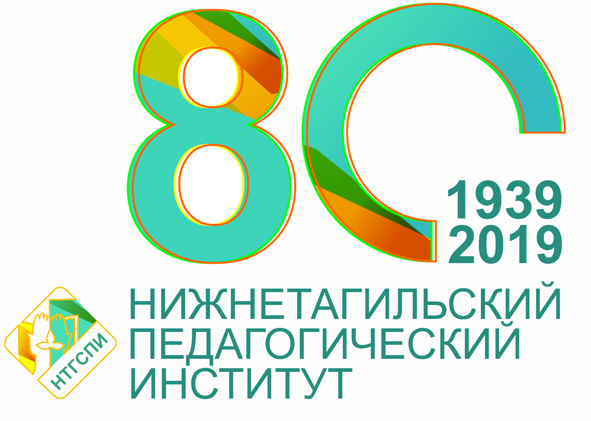 80
1939
2019
НИЖНЕТАГИЛЬСКИЙ
ПЕДАГОГИЧЕСКИЙ
ИНСТИТУТ
НТГСПИ